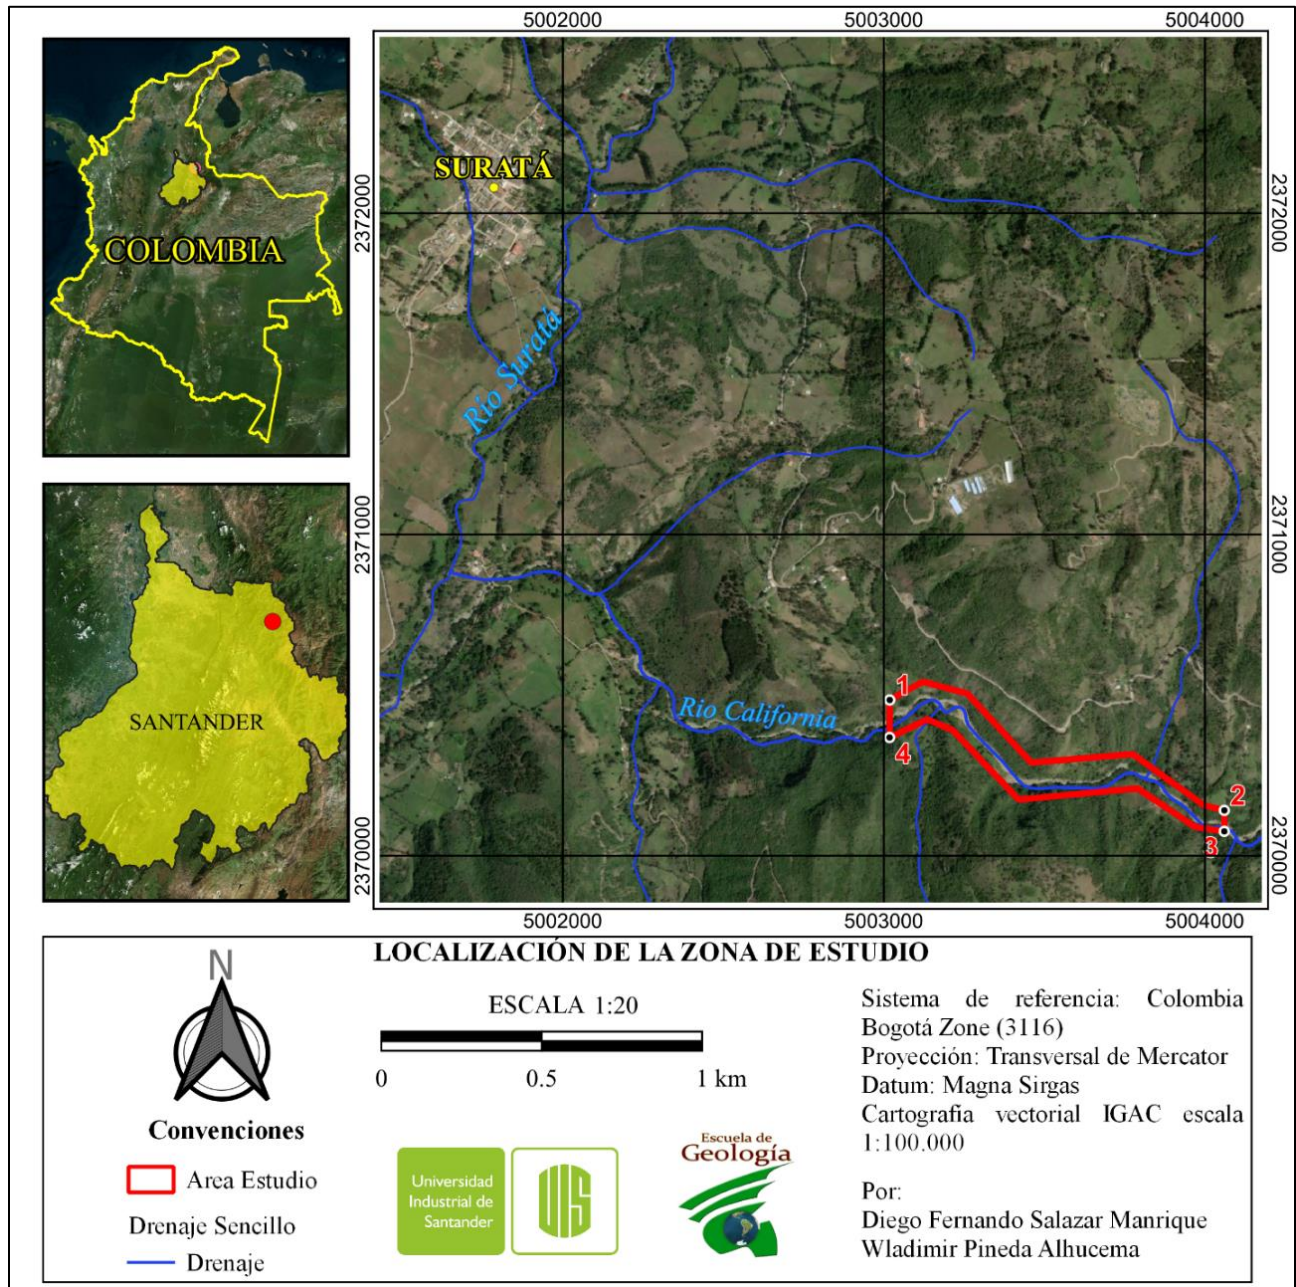 5002000
5003000
5004000
COLOMBIA
SANTANDER
2372000
2371000
2370000
SURATÁ
Río Suratá
Rio California
1
2
3
4
2372000
2371000
2370000
5002000
5003000
5004000
LOCALIZACIÓN DE LA ZONA DE ESTUDIO
N
Convenciones
Area Estudio
Drenaje Sencillo
Drenaje
ESCALA 1:20
0 0.5 1 km
Universidad
Industrial de
Santander
UIS
Escuela de
Geología
Sistema de referencia: Colombia
Bogotá Zone (3116)
Proyección: Transversal de Mercator
Datum: Magna Sirgas
Cartografía vectorial IGAC escala
1:100.000
Por:
Diego Fernando Salazar Manrique
Wladimir Pineda Alhucema